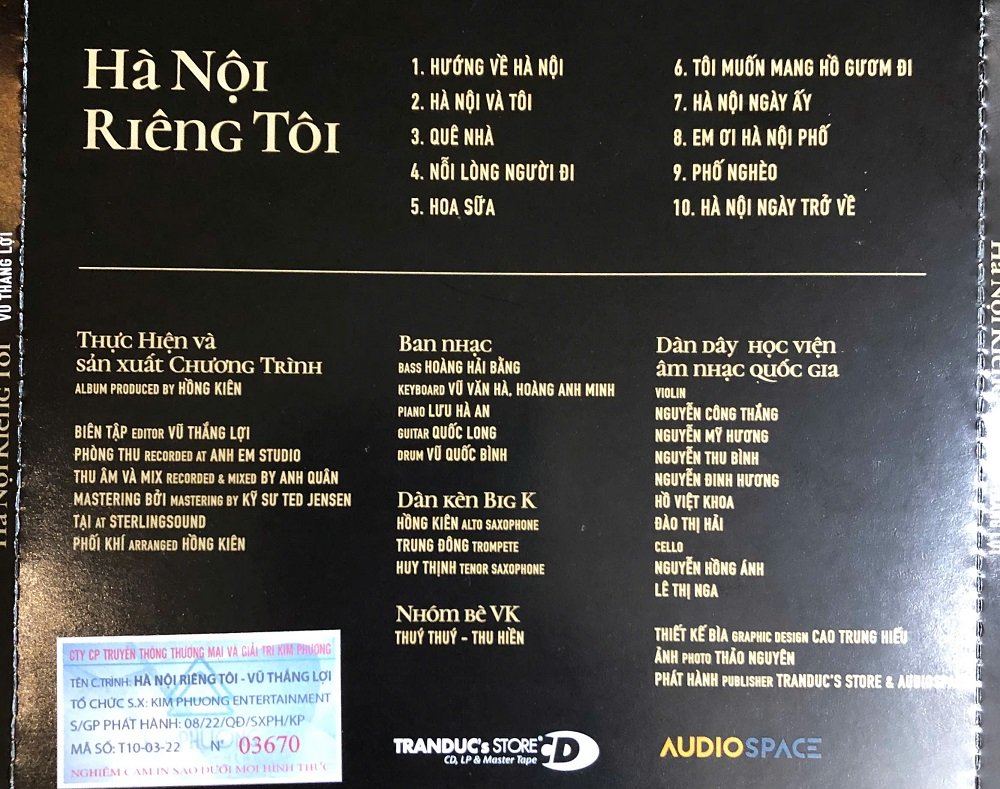 Hà Nội
Riêng Tôi
1. HƯỚNG VỀ HÀ NỘI
2. HÀ NỘI VÀ TÔI
3. QUÊ NHÀ
4. NỖI LÒNG NGƯỜI ĐI
5. HOA SỮA
6. TÔI MUỐN MANG HỒ GƯƠM ĐI
7. HÀ NỘI NGÀY ẤY
8. EM ƠI HÀ NỘI PHỐ
9. PHỐ NGHÈO
10. HÀ NỘI NGÀY TRỞ VỀ
Thực Hiện và
sản xuất Chương Trình
ALBUM PRODUCED BY HỒNG KIÊN
BIÊN TẬP EDITOR VŨ THẮNG LỢI
PHÒNG THU RECORDED AT ANH EM STUDIO
THU ÂM VÀ MIX RECORDED & MIXED BY ANH QUÂN
MASTERING BỞI MASTERING BY KỸ SƯ TED JENSEN
TẠI AT STERLINGSOUND
PHỐI KHÍ ARRANGED HỒNG KIÊN
Ban nhạc
BASS HOÀNG HẢI BẰNG
KEYBOARD VŨ VĂN HÀ, HOÀNG ANH MINH
PIANO LƯU HÀ AN
GUITAR QUỐC LONG
DRUM VŨ QUỐC BÌNH
Dàn kèn Big K
HỒNG KIÊN ALTO SAXOPHONE
TRUNG ĐÔNG TROMPETE
HUY THỊNH TENOR SAXOPHONE
Nhóm bè VK
THUÝ THUÝ - THU HIỀN
Dàn dây học viện
âm nhạc quốc gia
VIOLIN
NGUYỄN CÔNG THẮNG
NGUYỄN MỸ HƯƠNG
NGUYỄN THU BÌNH
NGUYỄN ĐINH HƯƠNG
HỒ VIỆT KHOA
ĐÀO THỊ HẢI
CELLO
NGUYỄN HỒNG ÁNH
LÊ THỊ NGA
THIẾT KẾ BÌA GRAPHIC DESIGN CAO TRUNG HIẾU
ẢNH PHOTO THẢO NGUYÊN
PHÁT HÀNH PUBLISHER TRANDUC'S STORE & AUDIOSPACE
CTY CP TRUYỀN THÔNG THƯƠNG MẠI VÀ GIẢI TRÍ KIM PHƯỢNG
TÊN C.TRÌNH: HÀ NỘI RIÊNG TÔI - VŨ THẮNG LỢI
TỔ CHỨC S.X: KIM PHUONG ENTERTAINMENT
S/GP PHÁT HÀNH: 08/22/QĐ/SXPH/KP
MÃ SỐ: T10-03-22 N° 03670
NGHIÊM CẤM IN SAO DƯỚI MỌI HÌNH THỨC
TRANDUC's STORE CD
CD, LP & Master Tape
AUDIOSPACE
Hà Nội Riêng Tôi VŨ THẮNG LỢI